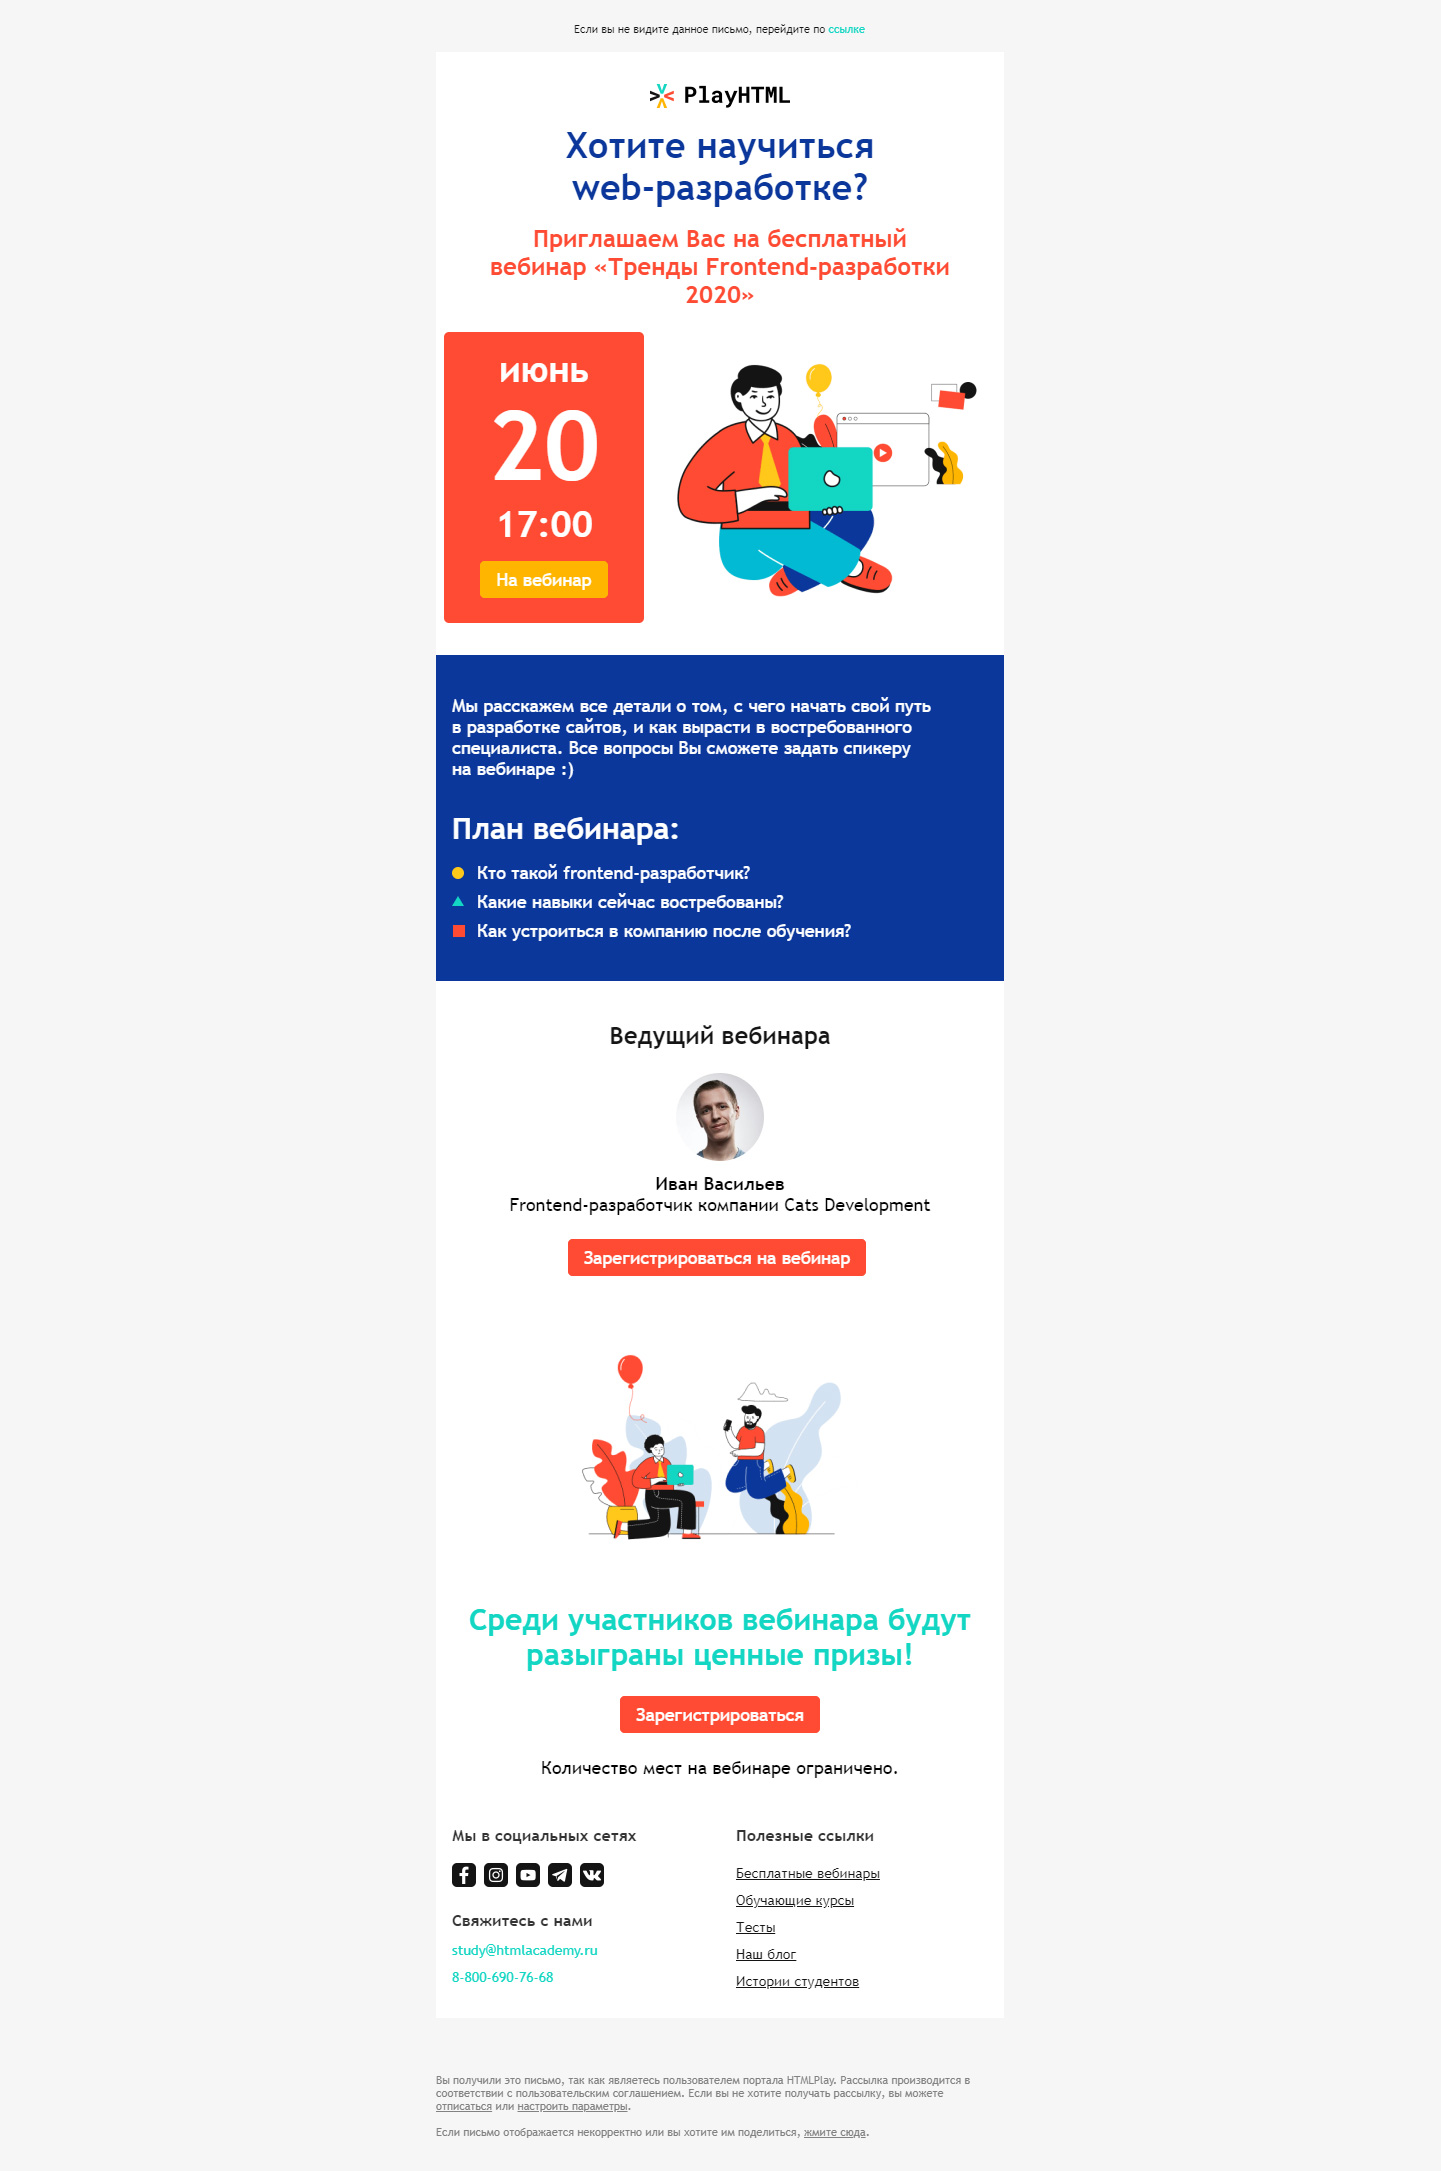 Если вы не видите данное письмо, перейдите по ссылке
PlayHTML
Хотите научиться
web-разработке?
Приглашаем Вас на бесплатный
вебинар «Тренды Frontend-разработки
2020»
июнь
20
17:00
На вебинар
Мы расскажем все детали о том, с чего начать свой путь
в разработке сайтов, и как вырасти в востребованного
специалиста. Все вопросы Вы сможете задать спикеру
на вебинаре :)
План вебинара:
Кто такой frontend-разработчик?
Какие навыки сейчас востребованы?
Как устроиться в компанию после обучения?
Ведущий вебинара
Иван Васильев
Frontend-разработчик компании Cats Development
Зарегистрироваться на вебинар
Среди участников вебинара будут
разыграны ценные призы!
Зарегистрироваться
Количество мест на вебинаре ограничено.
Мы в социальных сетях
Свяжитесь с нами
study@htmlacademy.ru
8-800-690-76-68
Полезные ссылки
Бесплатные вебинары
Обучающие курсы
Тесты
Наш блог
Истории студентов
Вы получили это письмо, так как являетесь пользователем портала HTMLPlay. Рассылка производится в
соответствии с пользовательским соглашением. Если вы не хотите получать рассылку, вы можете
отписаться или настроить параметры.
Если письмо отображается некорректно или вы хотите им поделиться, жмите сюда.